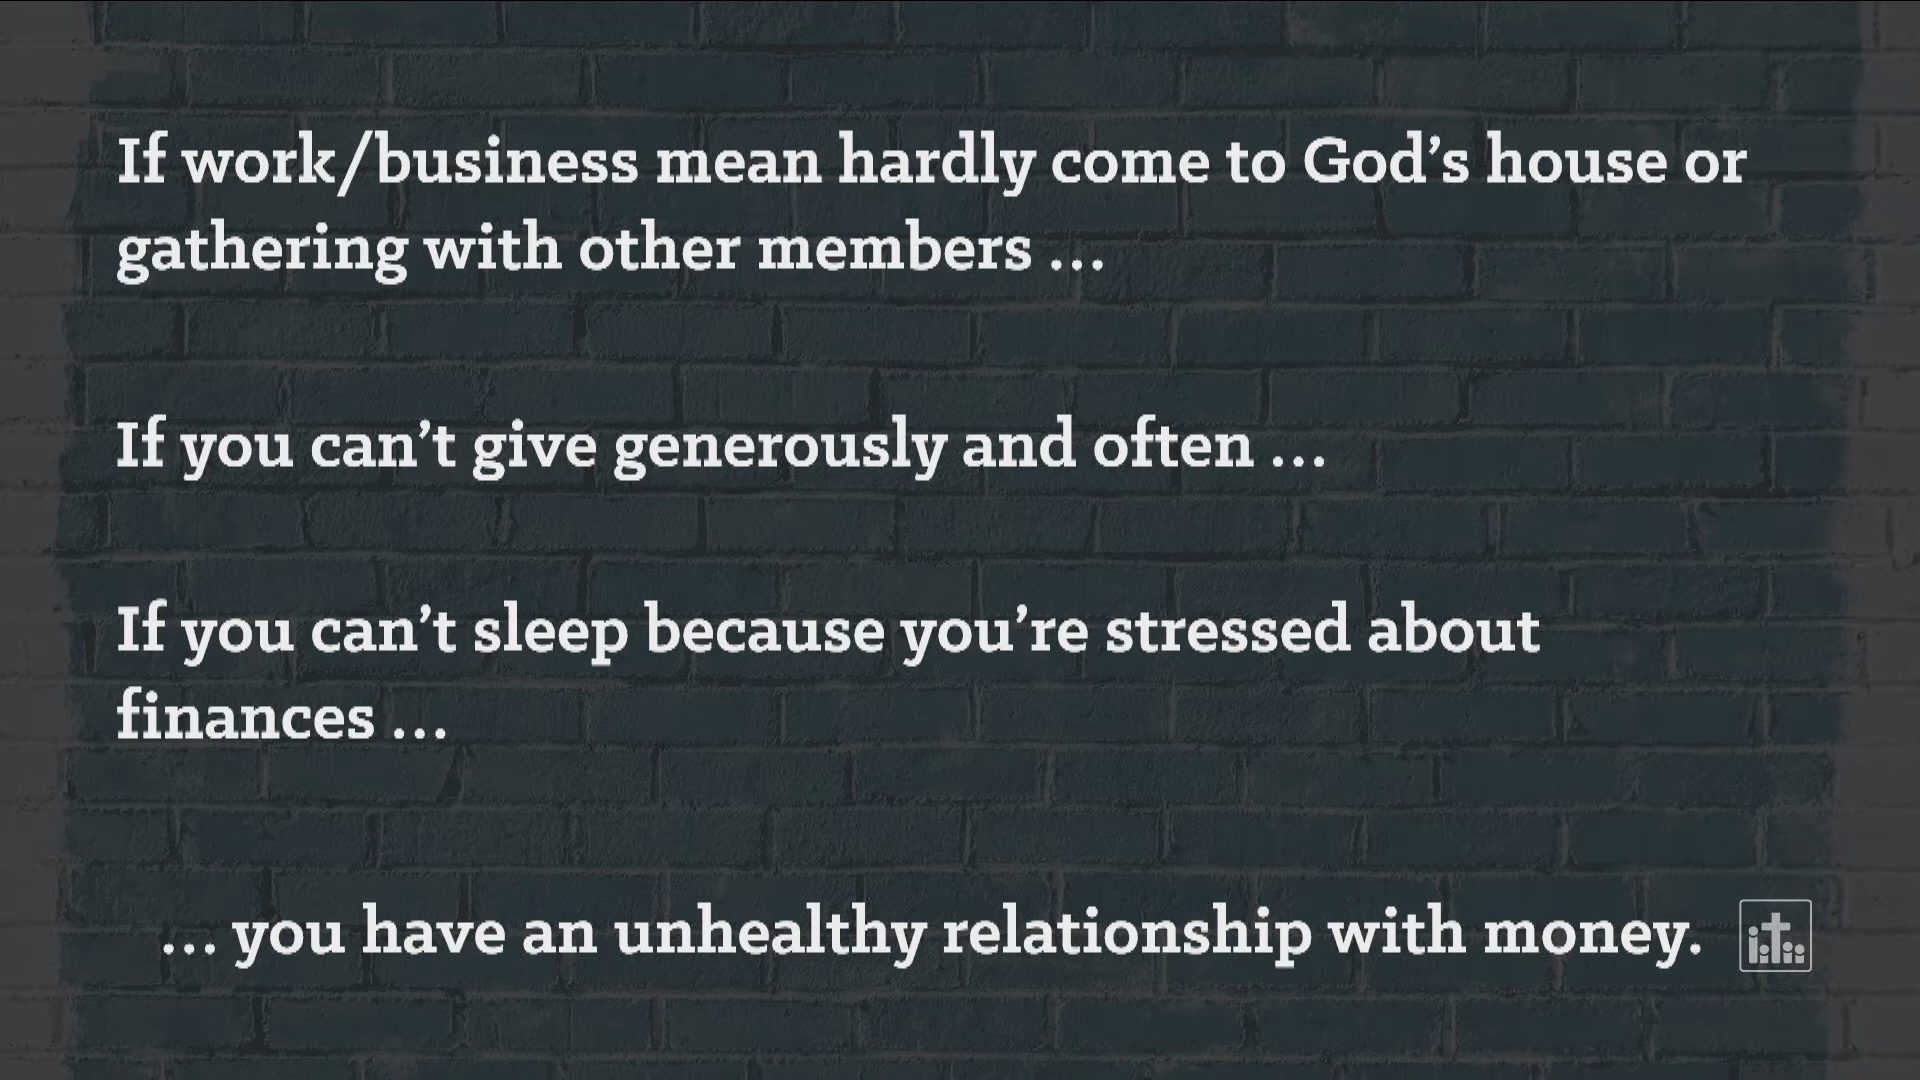 If work/business mean hardly come to God’s house or
gathering with other members …
If you can’t give generously and often …
If you can’t sleep because you’re stressed about
finances …
… you have an unhealthy relationship with money.